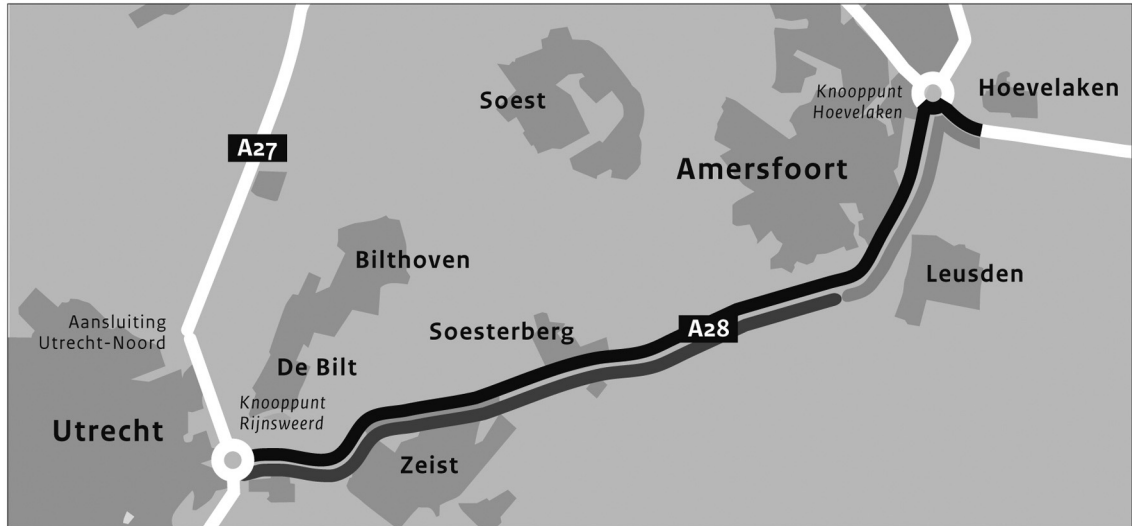 Soest
Knooppunt
Hoevelaken
Hoevelaken
A27
Amersfoort
Bilthoven
Leusden
Aansluiting
Utrecht-Noord
Soesterberg
A28
De Bilt
Knooppunt
Rijnsweerd
Utrecht
Zeist